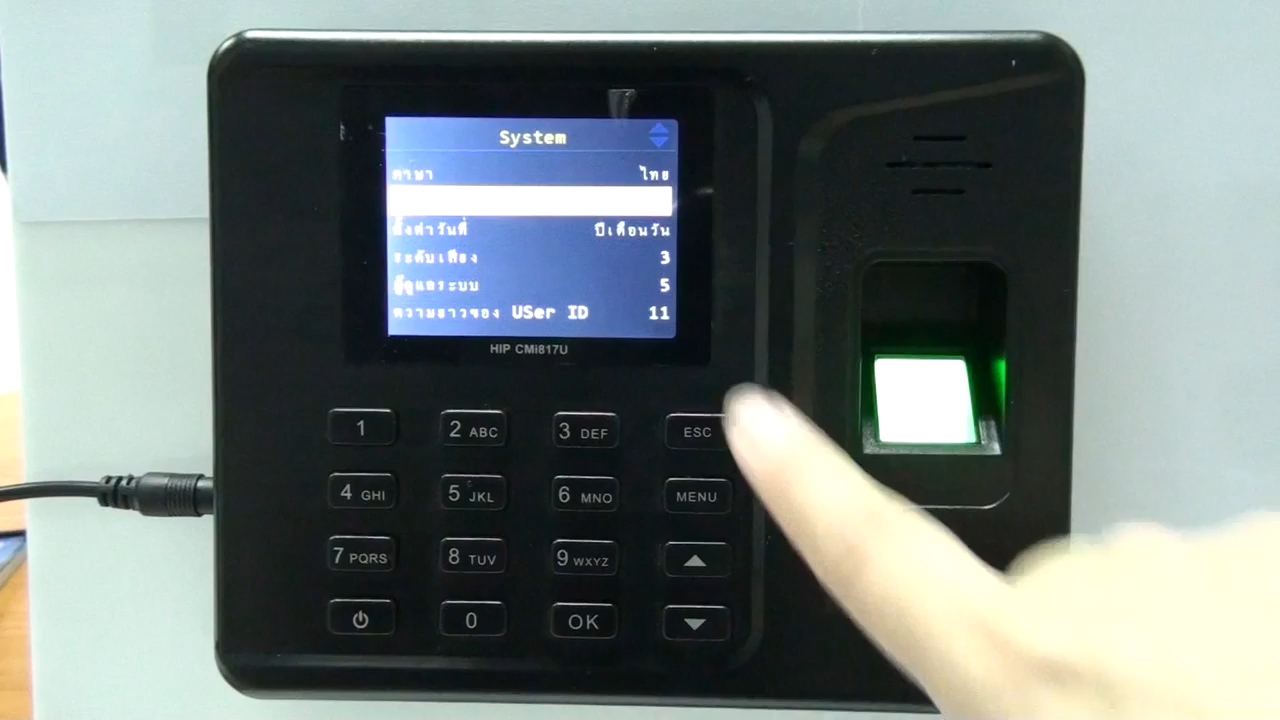 System
ภาษา ไทย
ตั้งค่าวันที่ ปีเดือนวัน
ระดับเสียง 3
ผู้ดูแลระบบ 5
ความยาวของ USer ID 11
HIP CMi817U
1 2 ABC 3 DEF ESC
4 GHI 5 JKL 6 MNO MENU
7 PQRS 8 TUV 9 WXYZ
0 OK